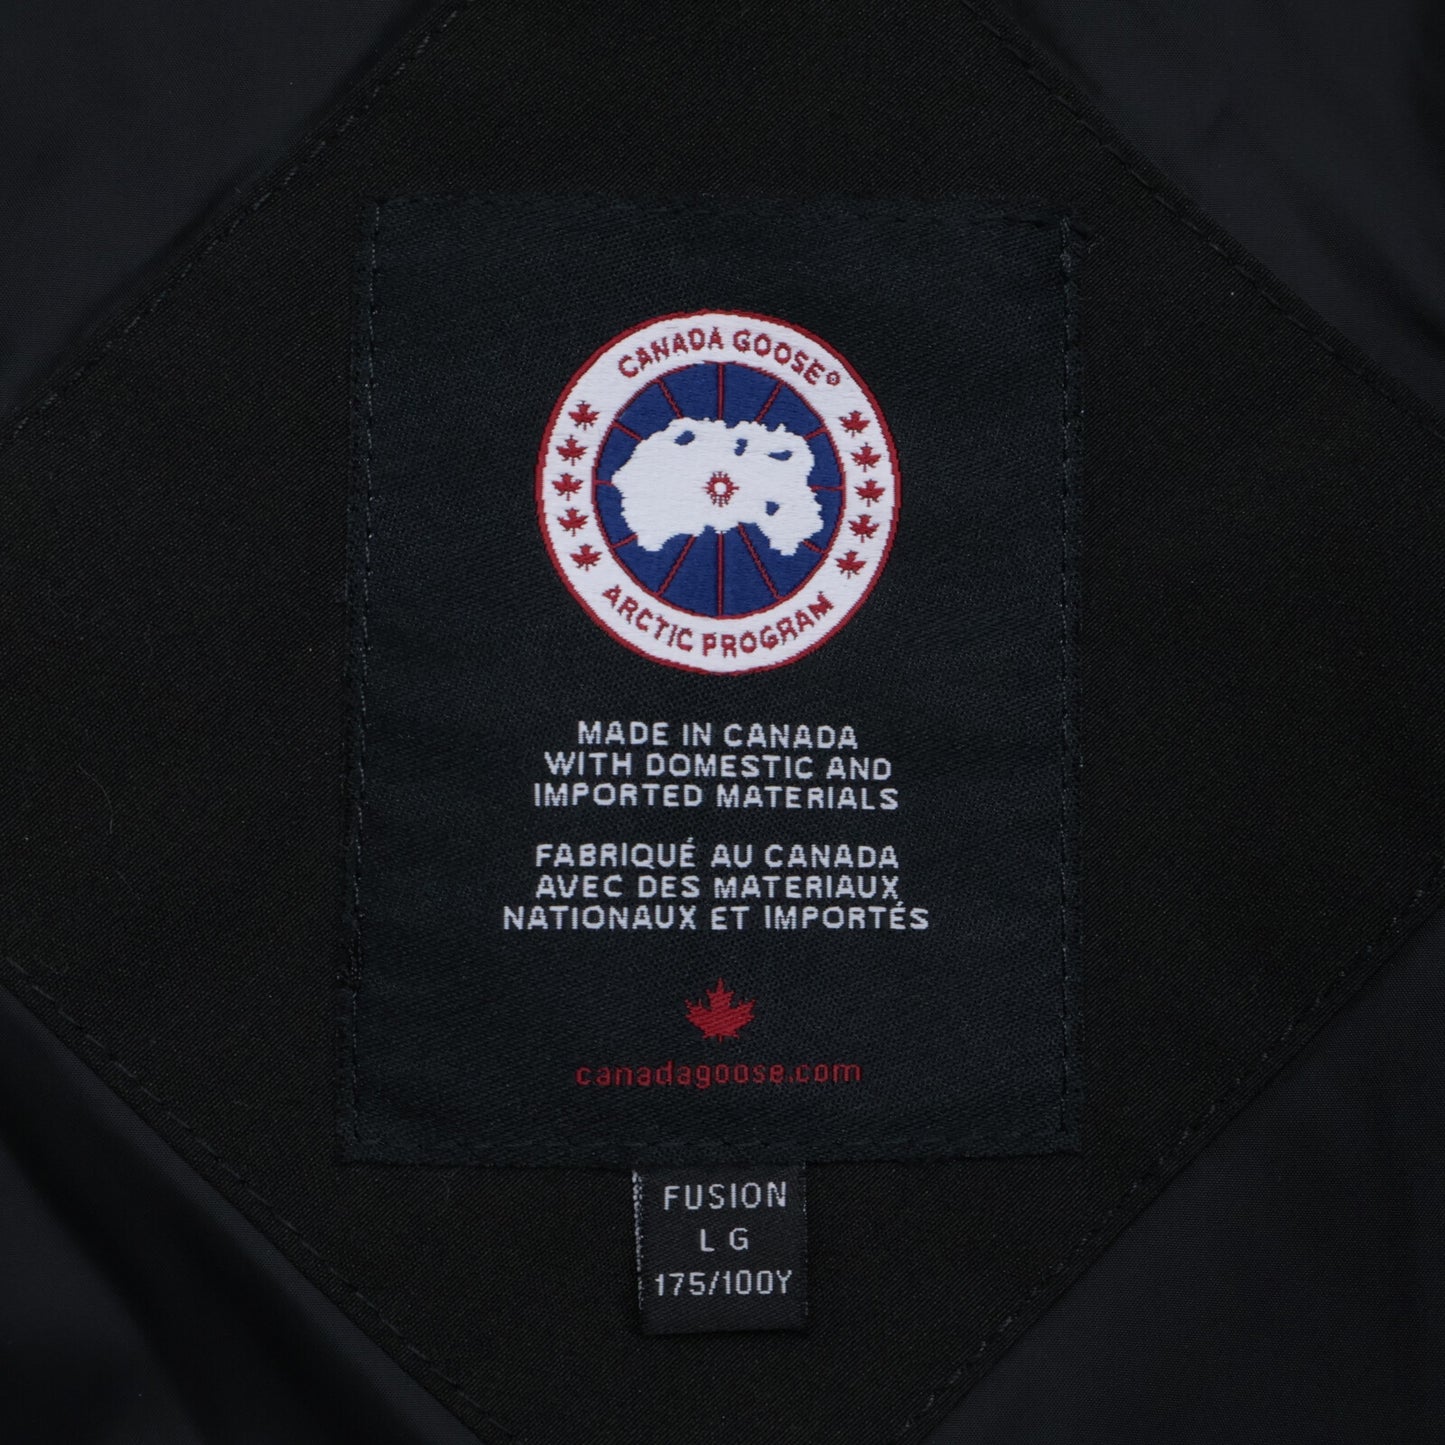 CANADA GOOSE®
ARCTIC PROGRAM
MADE IN CANADA
WITH DOMESTIC AND
IMPORTED MATERIALS
FABRIQUÉ AU CANADA
AVEC DES MATERIAUX
NATIONAUX ET IMPORTÉS
canadagoose.com
FUSION
LG
175/100Y